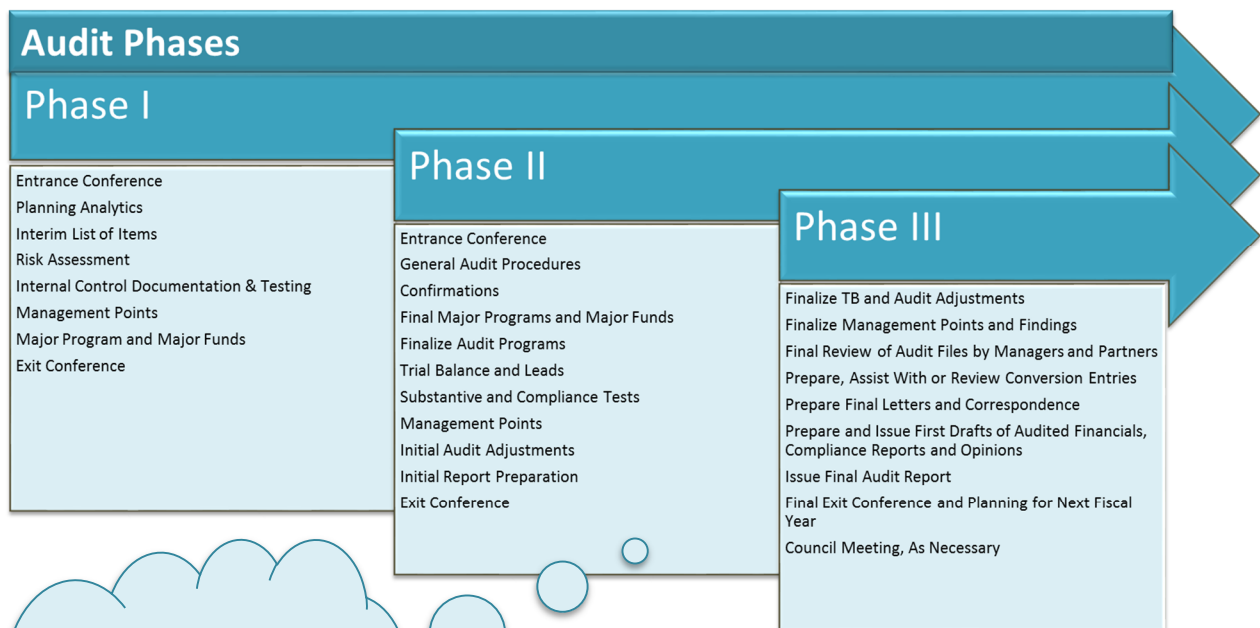 Audit Phases
Phase I
Entrance Conference
Planning Analytics
Interim List of Items
Risk Assessment
Internal Control Documentation & Testing
Management Points
Major Program and Major Funds
Exit Conference
Phase II
Entrance Conference
General Audit Procedures
Confirmations
Final Major Programs and Major Funds
Finalize Audit Programs
Trial Balance and Leads
Substantive and Compliance Tests
Management Points
Initial Audit Adjustments
Initial Report Preparation
Exit Conference
Phase III
Finalize TB and Audit Adjustments
Finalize Management Points and Findings
Final Review of Audit Files by Managers and Partners
Prepare, Assist With or Review Conversion Entries
Prepare Final Letters and Correspondence
Prepare and Issue First Drafts of Audited Financials,
Compliance Reports and Opinions
Issue Final Audit Report
Final Exit Conference and Planning for Next Fiscal
Year
Council Meeting, As Necessary